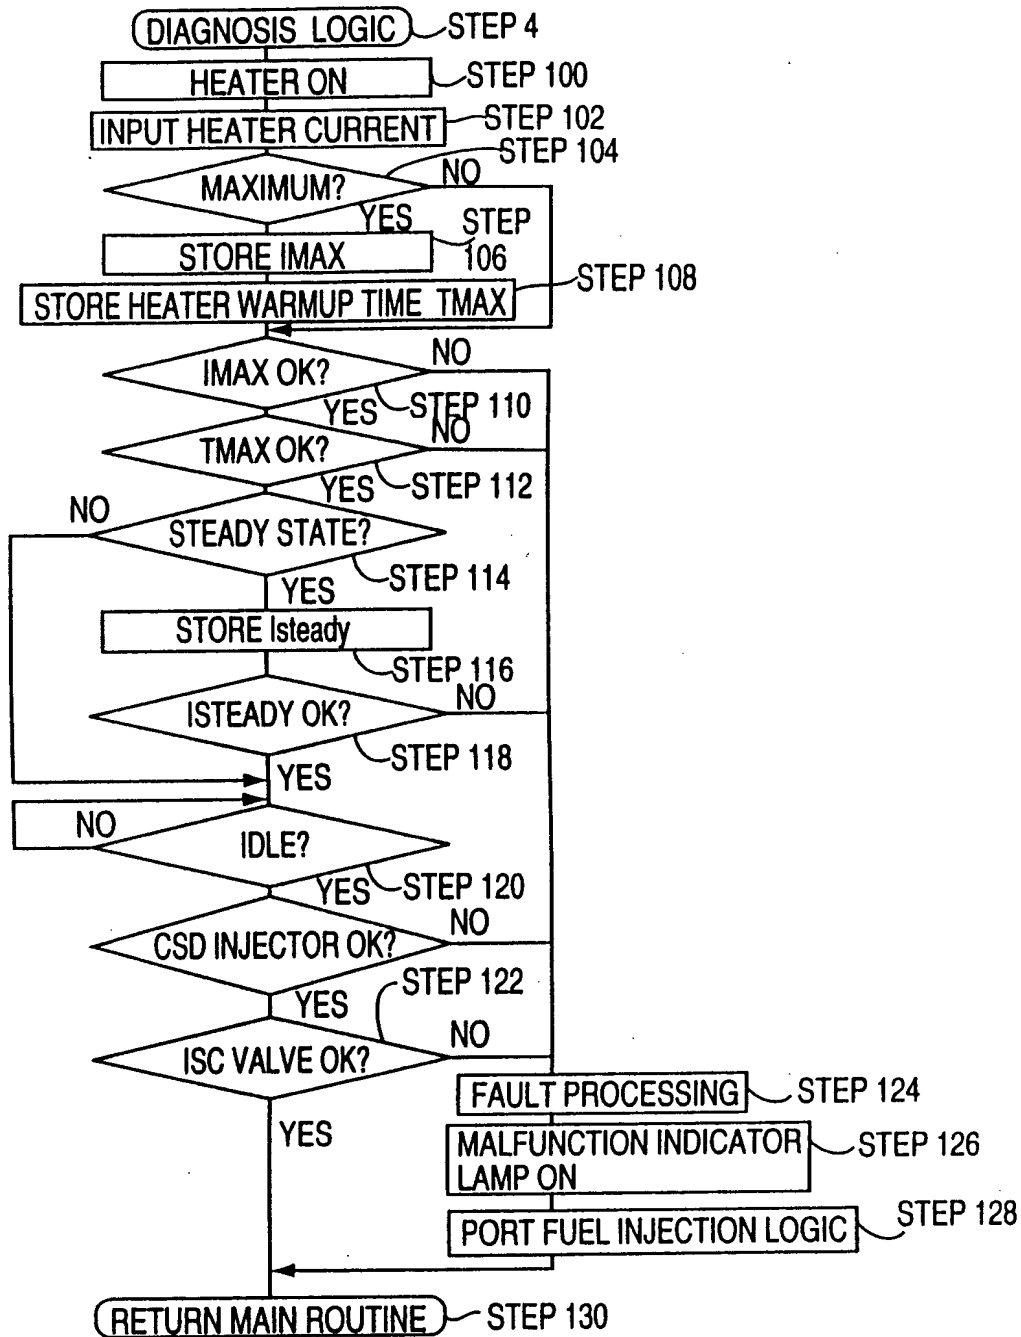 DIAGNOSIS LOGIC STEP 4
HEATER ON STEP 100
INPUT HEATER CURRENT STEP 102
STEP 104
MAXIMUM? NO
YES STEP
STORE IMAX 106
STEP 108
STORE HEATER WARMUP TIME TMAX
NO
IMAX OK?
YES STEP 110
NO
TMAX OK?
YES STEP 112
NO
STEADY STATE?
STEP 114
YES
STORE Isteady
STEP 116
NO
ISTEADY OK?
STEP 118
YES
NO
IDLE?
YES STEP 120
NO
CSD INJECTOR OK?
STEP 122
YES
NO
ISC VALVE OK?
FAULT PROCESSING STEP 124
YES
MALFUNCTION INDICATOR STEP 126
LAMP ON
STEP 128
PORT FUEL INJECTION LOGIC
RETURN MAIN ROUTINE STEP 130